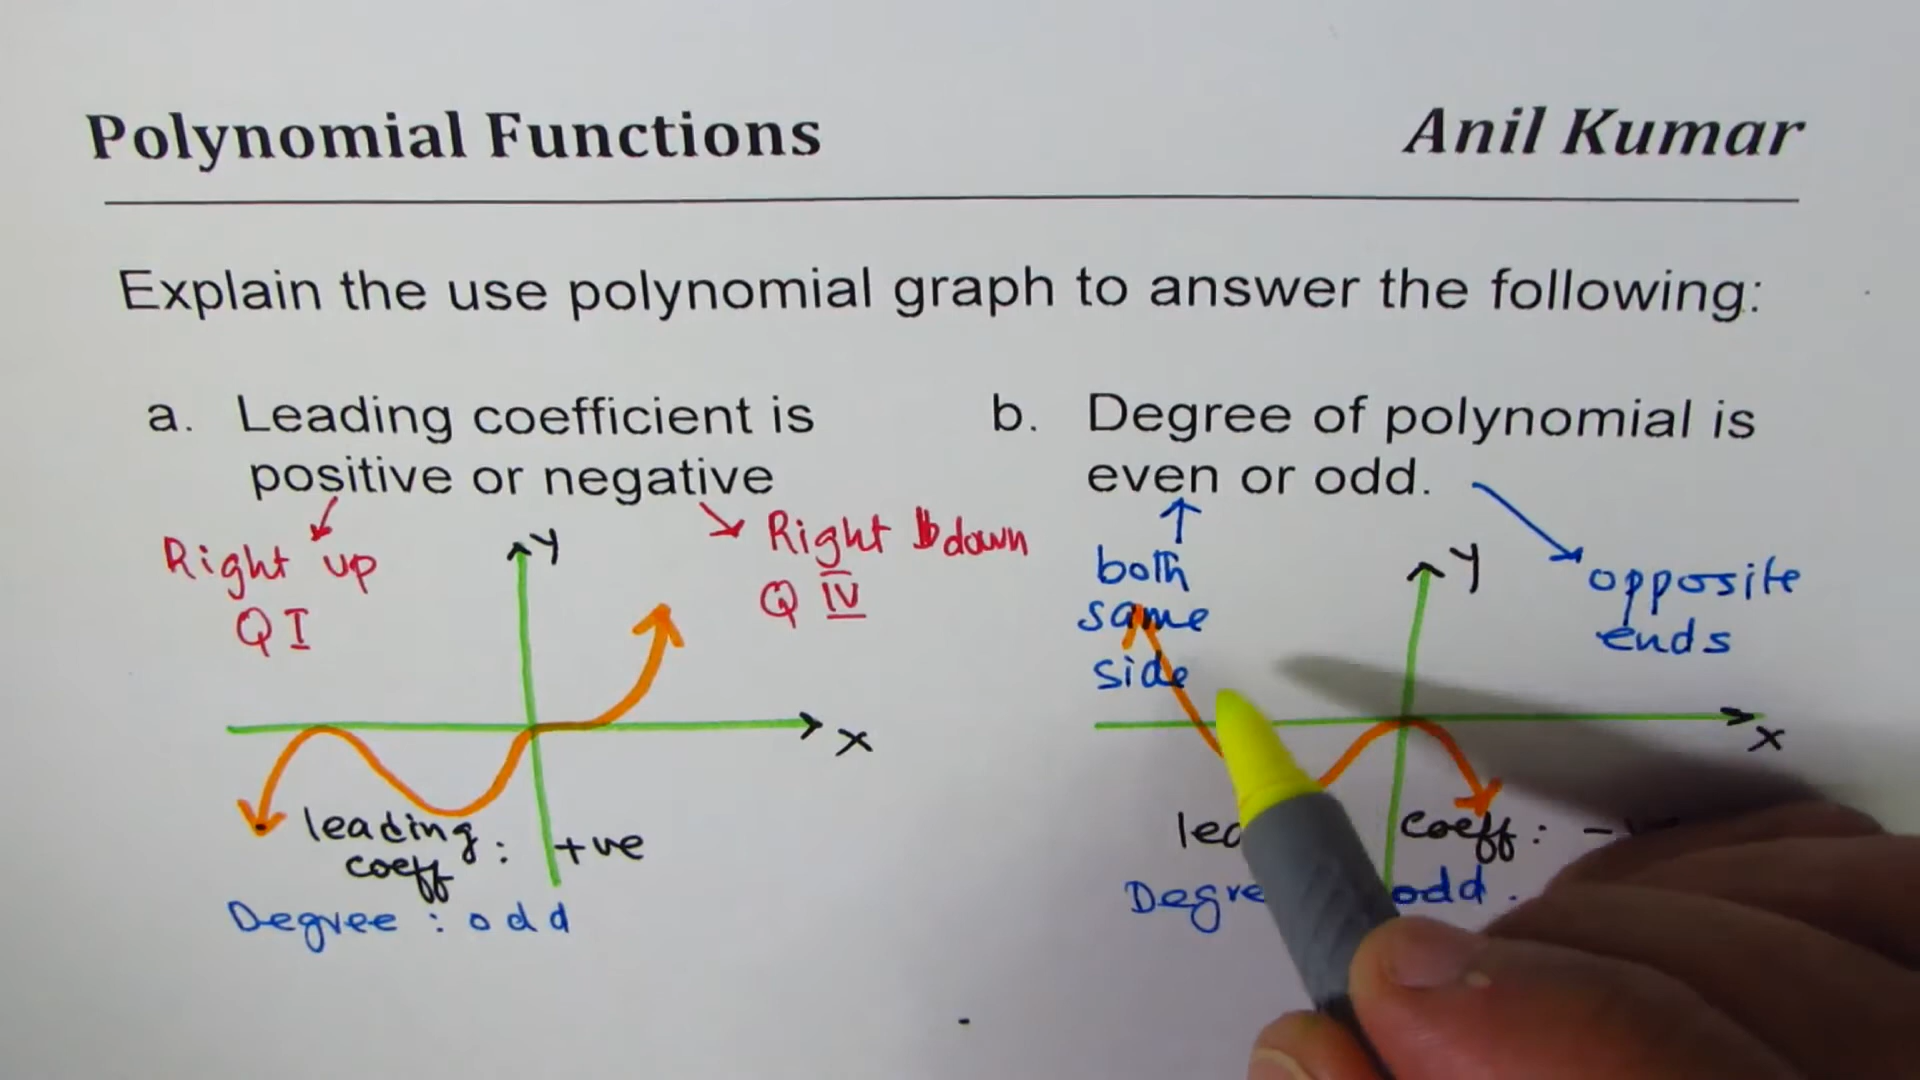 Polynomial Functions
Anil Kumar
Explain the use polynomial graph to answer the following:
a. Leading coefficient is
positive or negative
Right up
Q I
Right down
Q IV
y
x
leading
coeff : +ve
Degree : odd
b. Degree of polynomial is
even or odd.
both
same
side
opposite
ends
y
x
coeff: -
odd.